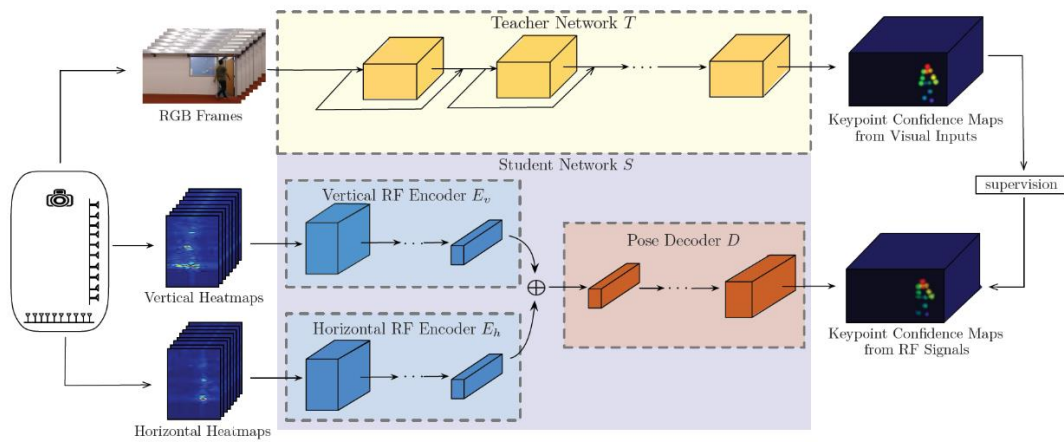 Teacher Network T
RGB Frames
Keypoint Confidence Maps
from Visual Inputs
Student Network S
supervision
Vertical RF Encoder E_v
Pose Decoder D
Vertical Heatmaps
Horizontal RF Encoder E_h
Keypoint Confidence Maps
from RF Signals
Horizontal Heatmaps